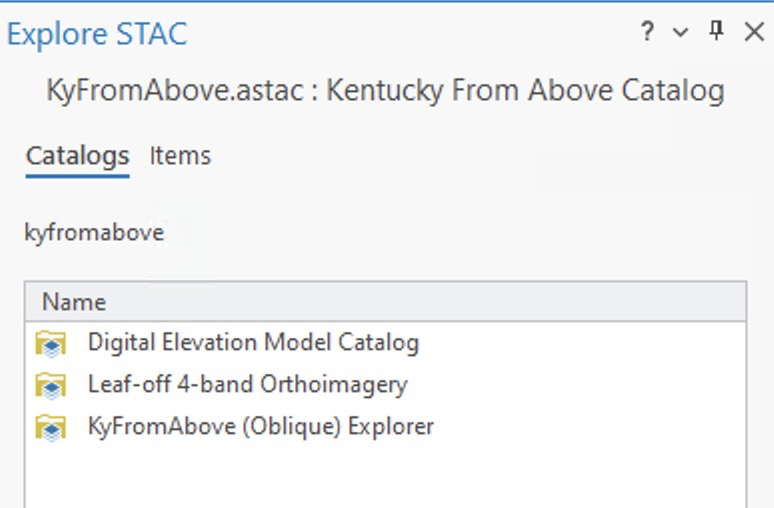 Explore STAC ?
KyFromAbove.astac : Kentucky From Above Catalog
Catalogs Items
kyfromabove
Name
Digital Elevation Model Catalog
Leaf-off 4-band Orthoimagery
KyFromAbove (Oblique) Explorer